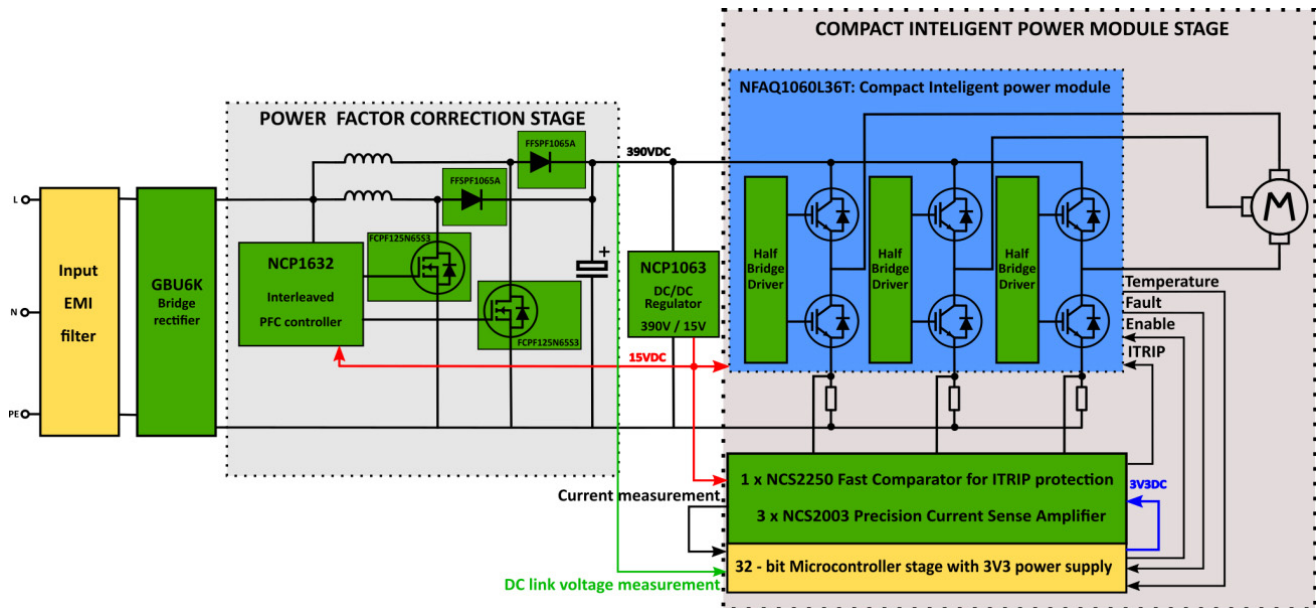 COMPACT INTELIGENT POWER MODULE STAGE
NFAQ1060L36T: Compact Inteligent power module
POWER FACTOR CORRECTION STAGE
FFSPF1065A
390VDC
FFSPF1065A
L
N
PE
Input
EMI
filter
GBU6K
Bridge
rectifier
FCPF125N65S3
NCP1632
Interleaved
PFC controller
FCPF125N65S3
+
NCP1063
DC/DC
Regulator
390V / 15V
15VDC
Half
Bridge
Driver
Half
Bridge
Driver
Half
Bridge
Driver
M
Temperature
Fault
Enable
ITRIP
1 x NCS2250 Fast Comparator for ITRIP protection
3 x NCS2003 Precision Current Sense Amplifier
3V3DC
Current measurement
32 - bit Microcontroller stage with 3V3 power supply
DC link voltage measurement